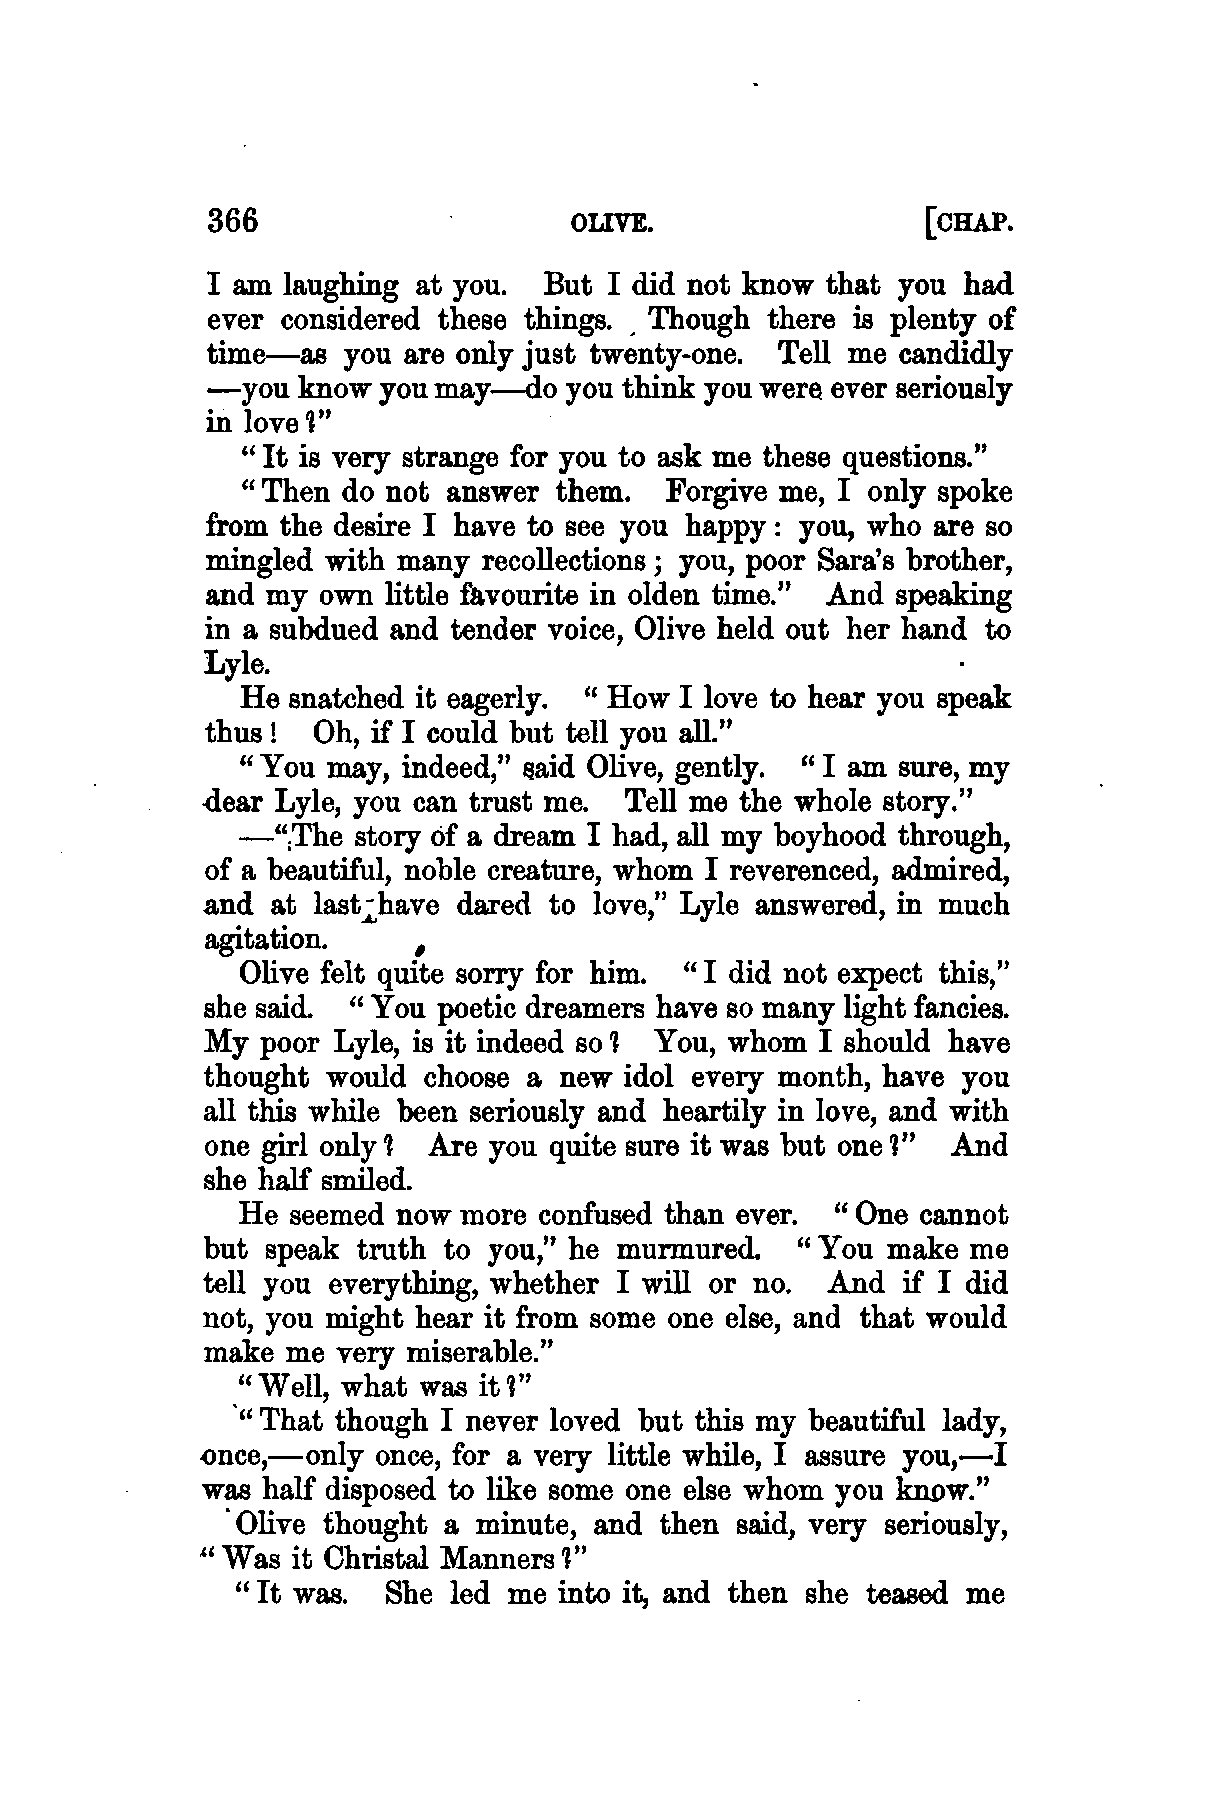 366 OLIVE. [CHAP.
I am laughing at you. But I did not know that you had
ever considered these things. Though there is plenty of
time—as you are only just twenty-one. Tell me candidly
—you know you may—do you think you were ever seriously
in love?"
"It is very strange for you to ask me these questions."
"Then do not answer them. Forgive me, I only spoke
from the desire I have to see you happy: you, who are so
mingled with many recollections; you, poor Sara's brother,
and my own little favourite in olden time." And speaking
in a subdued and tender voice, Olive held out her hand to
Lyle.
He snatched it eagerly. "How I love to hear you speak
thus! Oh, if I could but tell you all."
"You may, indeed," said Olive, gently. "I am sure, my
dear Lyle, you can trust me. Tell me the whole story."
—"The story of a dream I had, all my boyhood through,
of a beautiful, noble creature, whom I reverenced, admired,
and at last have dared to love," Lyle answered, in much
agitation.
Olive felt quite sorry for him. "I did not expect this,"
she said. "You poetic dreamers have so many light fancies.
My poor Lyle, is it indeed so? You, whom I should have
thought would choose a new idol every month, have you
all this while been seriously and heartily in love, and with
one girl only? Are you quite sure it was but one?" And
she half smiled.
He seemed now more confused than ever. "One cannot
but speak truth to you," he murmured. "You make me
tell you everything, whether I will or no. And if I did
not, you might hear it from some one else, and that would
make me very miserable."
"Well, what was it?"
"That though I never loved but this my beautiful lady,
once,—only once, for a very little while, I assure you,—I
was half disposed to like some one else whom you know."
Olive thought a minute, and then said, very seriously,
"Was it Christal Manners?"
"It was. She led me into it, and then she teased me